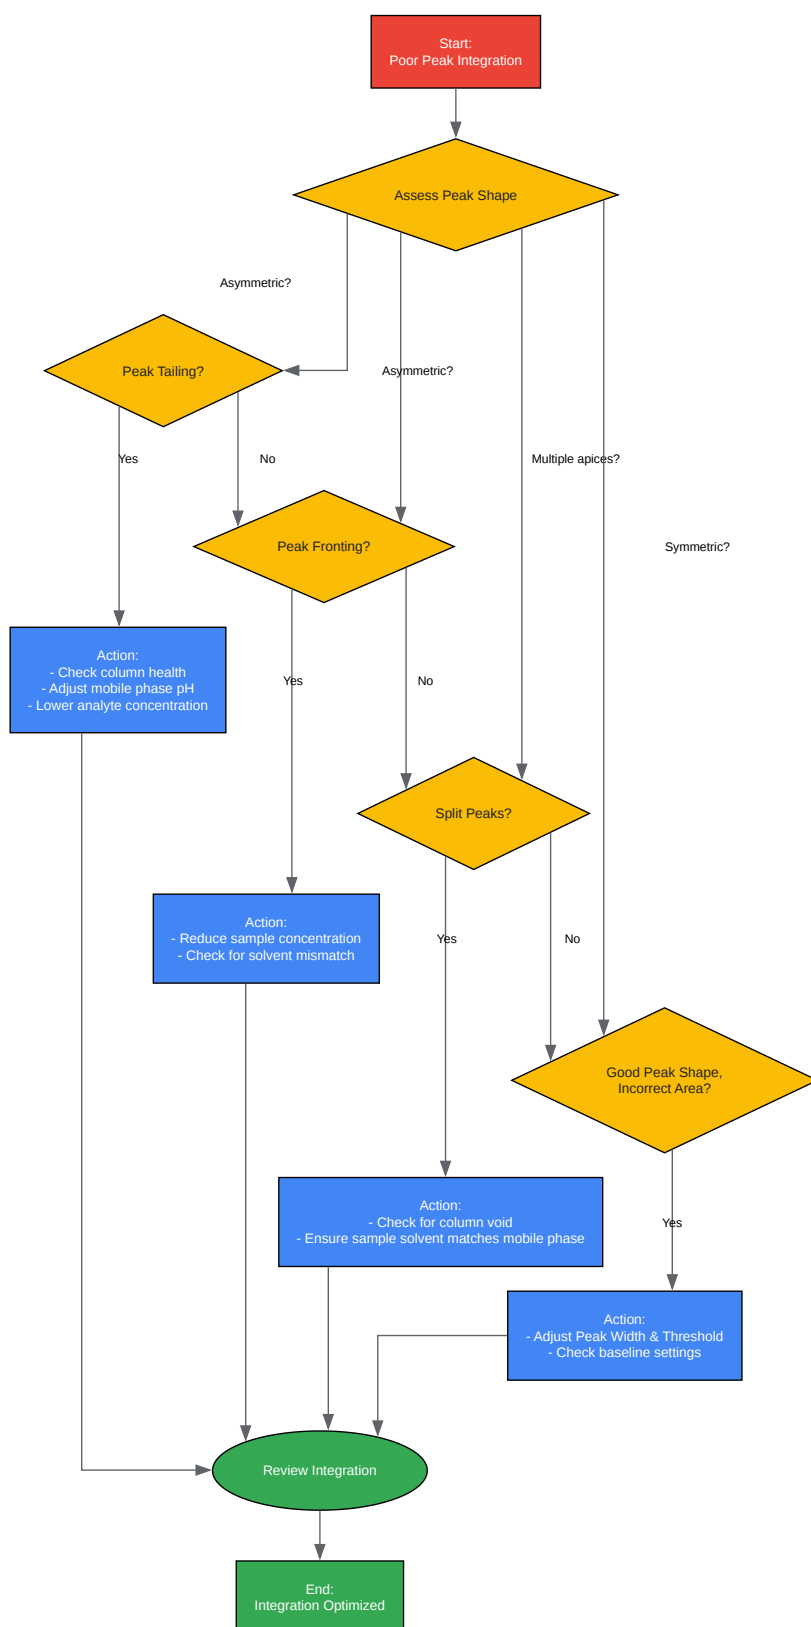 Start:
Poor Peak Integration
Assess Peak Shape
Asymmetric?
Peak Tailing?
Asymmetric?
Yes
No
Multiple apices?
Peak Fronting?
Symmetric?
Action:
- Check column health
- Adjust mobile phase pH
- Lower analyte concentration
Yes
No
Split Peaks?
Action:
- Reduce sample concentration
- Check for solvent mismatch
Yes
No
Good Peak Shape,
Incorrect Area?
Action:
- Check for column void
- Ensure sample solvent matches mobile phase
Yes
Action:
- Adjust Peak Width & Threshold
- Check baseline settings
Review Integration
End:
Integration Optimized